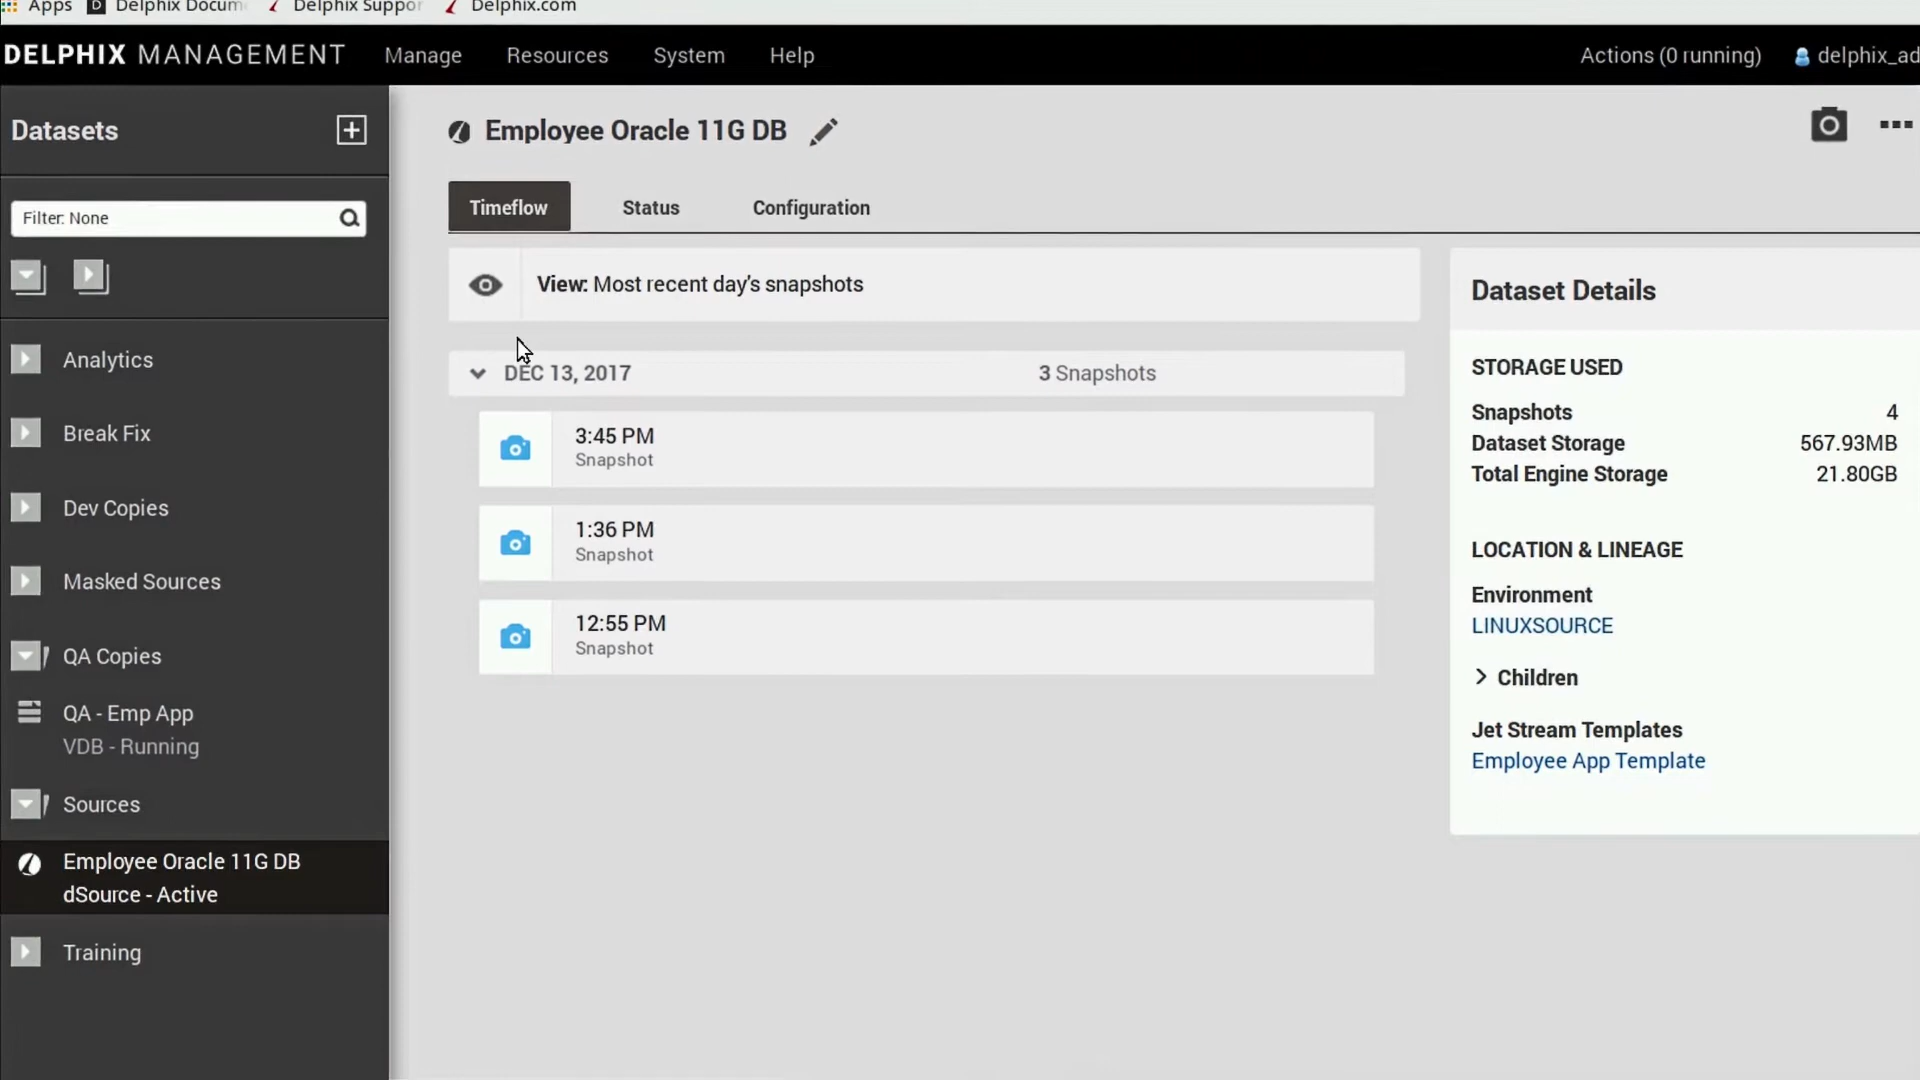 Apps D Delphix Docum Delphix Suppor Delphix.com
DELPHIX MANAGEMENT Manage Resources System Help Actions (0 running) delphix_ad
Datasets
Employee Oracle 11G DB
Filter: None
Timeflow Status Configuration
View: Most recent day's snapshots
DEC 13, 2017 3 Snapshots
3:45 PM
Snapshot
1:36 PM
Snapshot
12:55 PM
Snapshot
Analytics
Break Fix
Dev Copies
Masked Sources
QA Copies
QA - Emp App
VDB - Running
Sources
Employee Oracle 11G DB
dSource - Active
Training
Dataset Details
STORAGE USED
Snapshots 4
Dataset Storage 567.93MB
Total Engine Storage 21.80GB
LOCATION & LINEAGE
Environment
LINUXSOURCE
Children
Jet Stream Templates
Employee App Template